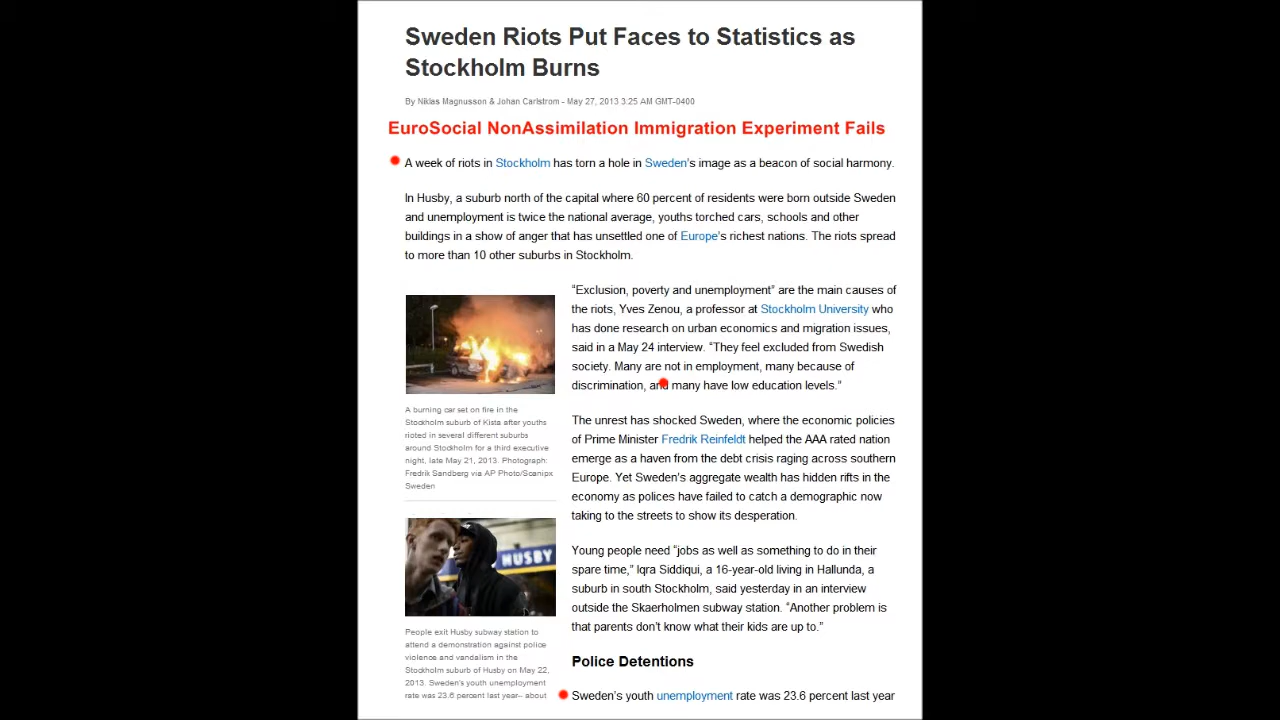 Sweden Riots Put Faces to Statistics as
Stockholm Burns
By Niklas Magnusson & Johan Carlstrom - May 27, 2013 3:25 AM GMT-0400
EuroSocial NonAssimilation Immigration Experiment Fails
A week of riots in Stockholm has torn a hole in Sweden's image as a beacon of social harmony.
In Husby, a suburb north of the capital where 60 percent of residents were born outside Sweden
and unemployment is twice the national average, youths torched cars, schools and other
buildings in a show of anger that has unsettled one of Europe's richest nations. The riots spread
to more than 10 other suburbs in Stockholm.
“Exclusion, poverty and unemployment” are the main causes of
the riots, Yves Zenou, a professor at Stockholm University who
has done research on urban economics and migration issues,
said in a May 24 interview. “They feel excluded from Swedish
society. Many are not in employment, many because of
discrimination, and many have low education levels.”
The unrest has shocked Sweden, where the economic policies
of Prime Minister Fredrik Reinfeldt helped the AAA rated nation
emerge as a haven from the debt crisis raging across southern
Europe. Yet Sweden's aggregate wealth has hidden rifts in the
economy as polices have failed to catch a demographic now
taking to the streets to show its desperation.
Young people need “jobs as well as something to do in their
spare time,” Iqra Siddiqui, a 16-year-old living in Hallunda, a
suburb in south Stockholm, said yesterday in an interview
outside the Skaerholmen subway station. “Another problem is
that parents don't know what their kids are up to.”
Police Detentions
Sweden's youth unemployment rate was 23.6 percent last year
A burning car set on fire in the
Stockholm suburb of Kista after youths
rioted in several different suburbs
around Stockholm for a third executive
night, late May 21, 2013. Photograph:
Fredrik Sandberg via AP Photo/Scanipx
Sweden
HUSBY
People exit Husby subway station to
attend a demonstration against police
violence and vandalism in the
Stockholm suburb of Husby on May 22,
2013. Sweden's youth unemployment
rate was 23.6 percent last year-- about